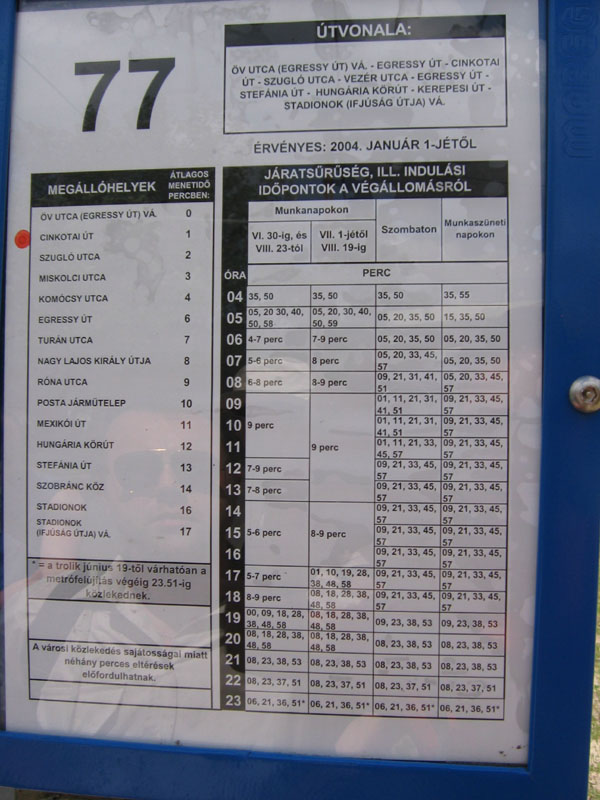 77
ÚTVONALA:
ÖV UTCA (EGRESSY ÚT) VÁ. - EGRESSY ÚT - CINKOTAI
ÚT - SZUGLÓ UTCA - VEZÉR UTCA - EGRESSY ÚT -
STEFÁNIA ÚT - HUNGÁRIA KÖRÚT - KEREPESI ÚT -
STADIONOK (IFJÚSÁG ÚTJA) VÁ.
ÉRVÉNYES: 2004. JANUÁR 1-JÉTŐL
MEGÁLLÓHELYEK
ÁTLAGOS
MENETIDŐ
PERCBEN:
ÖV UTCA (EGRESSY ÚT) VÁ. 0
CINKOTAI ÚT 1
SZUGLÓ UTCA 2
MISKOLCI UTCA 3
KOMÓCSY UTCA 4
EGRESSY ÚT 6
TURÁN UTCA 7
NAGY LAJOS KIRÁLY ÚTJA 8
RÓNA UTCA 9
POSTA JÁRMŰTELEP 10
MEXIKÓI ÚT 11
HUNGÁRIA KÖRÚT 12
STEFÁNIA ÚT 13
SZOBRÁNC KÖZ 14
STADIONOK 16
STADIONOK
(IFJÚSÁG ÚTJA) VÁ. 17
* = a trolik június 19-től várhatóan a
metrófelújítás végéig 23.51-ig
közlekednek.
A városi közlekedés sajátosságai miatt
néhány perces eltérések
előfordulhatnak.
JÁRATSŰRŰSÉG, ILL. INDULÁSI
IDŐPONTOK A VÉGÁLLOMÁSRÓL
Munkanapokon
Szombaton
Munkaszüneti
napokon
VI. 30-ig, és
VIII. 23-tól
VII. 1-jétől
VIII. 19-ig
ÓRA PERC
04 35, 50 35, 50 35, 50 35, 55
05 05, 20 30, 40, 50, 58 05, 20, 30, 40, 50, 59 05, 20, 35, 50 15, 35, 50
06 4-7 perc 7-9 perc 05, 20, 35, 50 05, 20, 35, 50
07 5-6 perc 8 perc 05, 20, 33, 45, 57 05, 20, 35, 50
08 6-8 perc 8-9 perc 09, 21, 31, 41, 51 05, 20, 33, 45, 57
09 01, 11, 21, 31, 41, 51 09, 21, 33, 45, 57
10 9 perc 01, 11, 21, 31, 41, 51 09, 21, 33, 45, 57
11 9 perc 01, 11, 21, 33, 45, 57 09, 21, 33, 45, 57
12 7-9 perc 09, 21, 33, 45, 57 09, 21, 33, 45, 57
13 7-8 perc 09, 21, 33, 45, 57 09, 21, 33, 45, 57
14 09, 21, 33, 45, 57 09, 21, 33, 45, 57
15 5-6 perc 8-9 perc 09, 21, 33, 45, 57 09, 21, 33, 45, 57
16 09, 21, 33, 45, 57 09, 21, 33, 45, 57
17 5-7 perc 01, 10, 19, 28, 38, 48, 58 09, 21, 33, 45, 57 09, 21, 33, 45, 57
18 8-9 perc 08, 18, 28, 38, 48, 58 09, 21, 33, 45, 57 09, 21, 33, 45, 57
19 00, 09, 18, 28, 38, 48, 58 08, 18, 28, 38, 48, 58 09, 23, 38, 53 09, 23, 38, 53
20 08, 18, 28, 38, 48, 58 08, 18, 28, 38, 48, 58 08, 23, 38, 53 08, 23, 38, 53
21 08, 23, 38, 53 08, 23, 38, 53 08, 23, 38, 53 08, 23, 38, 53
22 08, 23, 37, 51 08, 23, 37, 51 08, 23, 37, 51 08, 23, 37, 51
23 06, 21, 36, 51* 06, 21, 36, 51* 06, 21, 36, 51* 06, 21, 36, 51*